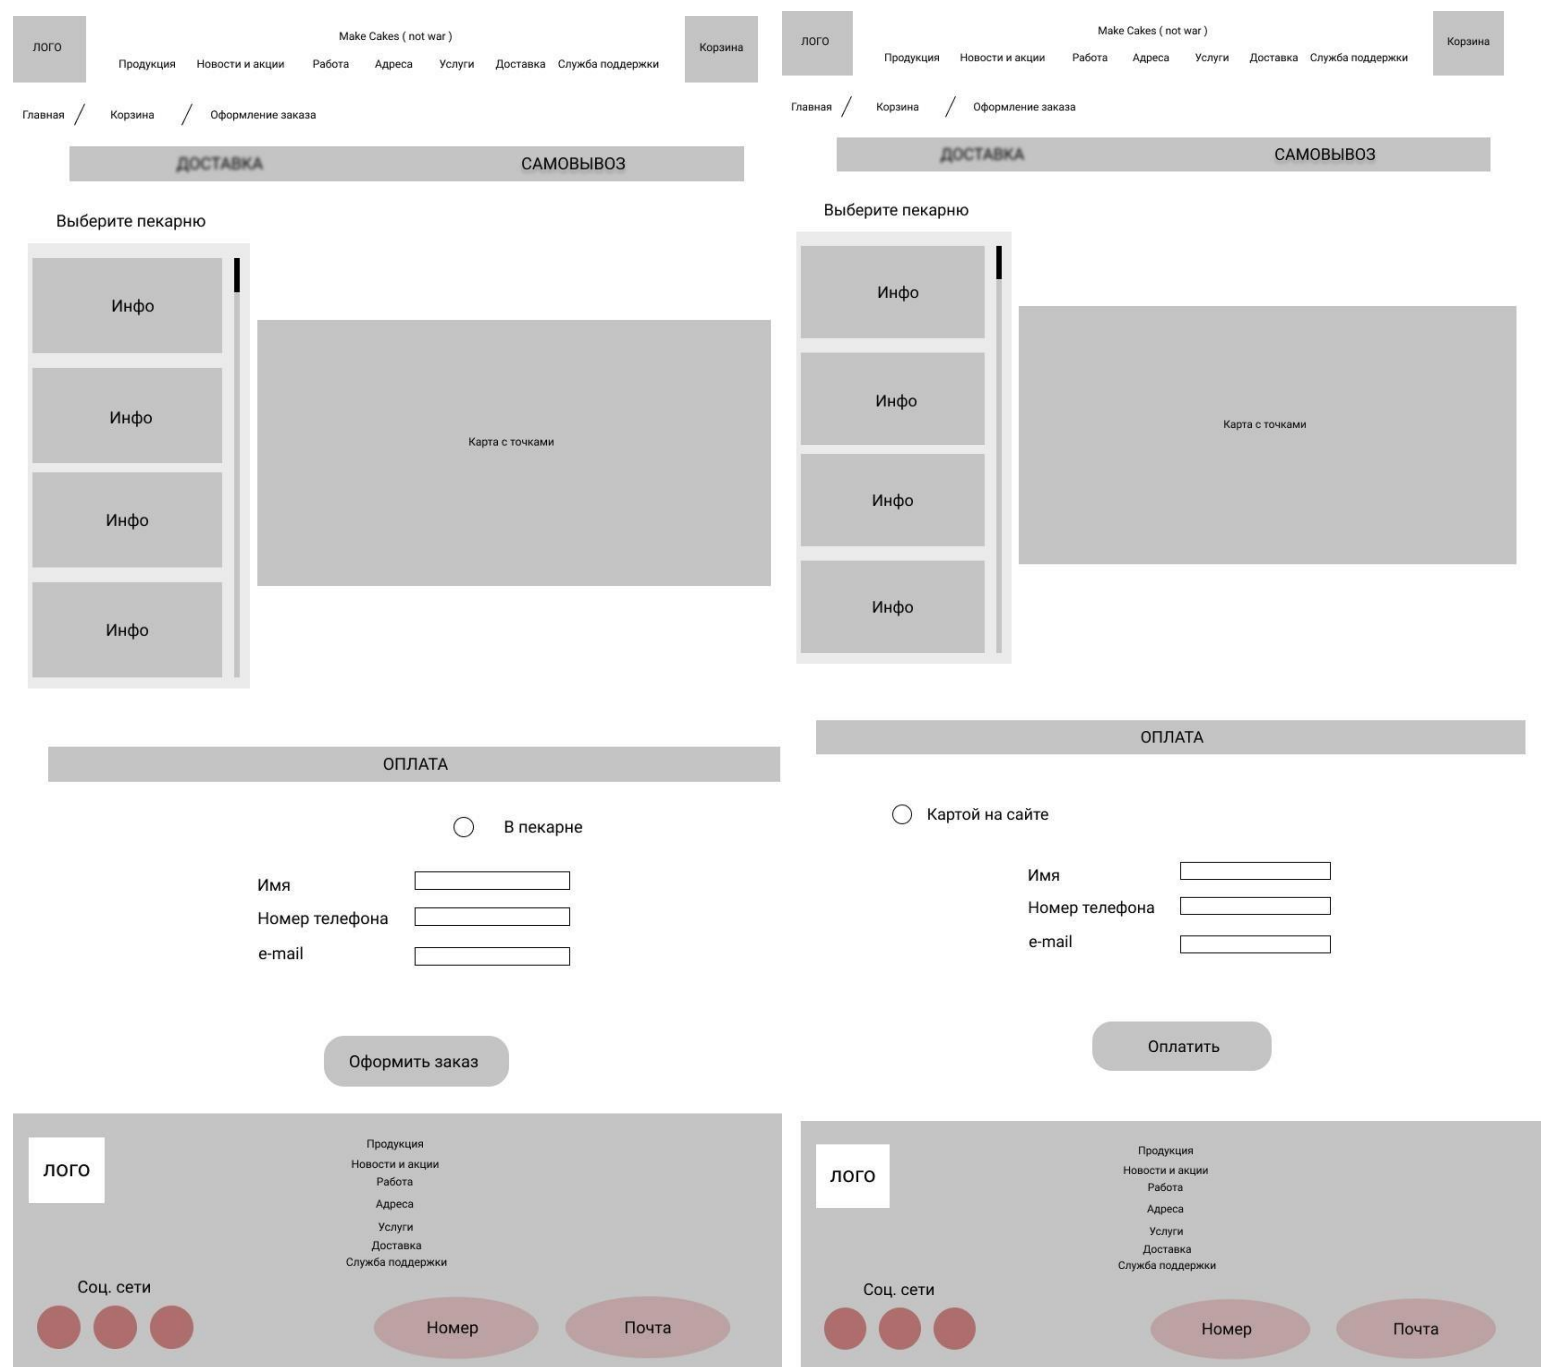 ЛОГО
Make Cakes ( not war )
Корзина
Продукция Новости и акции Работа Адреса Услуги Доставка Служба поддержки
Главная / Корзина / Оформление заказа
ДОСТАВКА САМОВЫВОЗ
Выберите пекарню
Инфо
Инфо
Инфо
Инфо
Карта с точками
ОПЛАТА
В пекарне
Имя
Номер телефона
e-mail
Оформить заказ
ЛОГО
Продукция
Новости и акции
Работа
Адреса
Услуги
Доставка
Служба поддержки
Соц. сети
Номер
Почта
ЛОГО
Make Cakes ( not war )
Корзина
Продукция Новости и акции Работа Адреса Услуги Доставка Служба поддержки
Главная / Корзина / Оформление заказа
ДОСТАВКА САМОВЫВОЗ
Выберите пекарню
Инфо
Инфо
Инфо
Инфо
Карта с точками
ОПЛАТА
Картой на сайте
Имя
Номер телефона
e-mail
Оплатить
ЛОГО
Продукция
Новости и акции
Работа
Адреса
Услуги
Доставка
Служба поддержки
Соц. сети
Номер
Почта